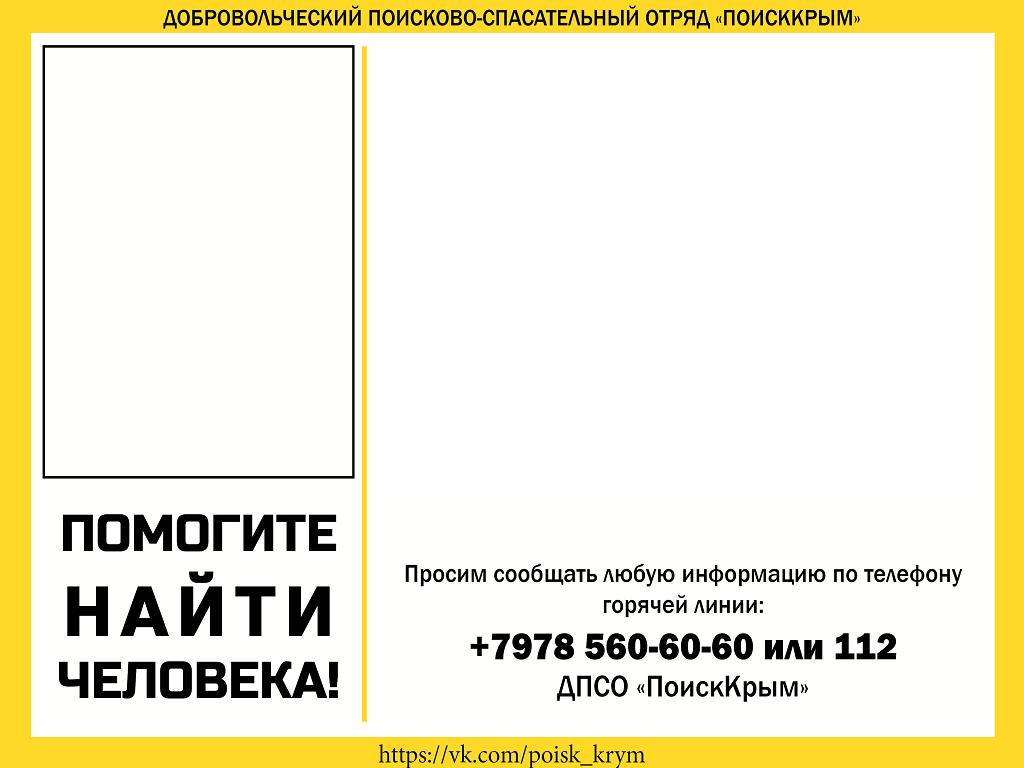 ДОБРОВОЛЬЧЕСКИЙ ПОИСКОВО-СПАСАТЕЛЬНЫЙ ОТРЯД «ПОИСККРЫМ»
ПОМОГИТЕ
НАЙТИ
ЧЕЛОВЕКА!
Просим сообщать любую информацию по телефону
горячей линии:
+7978 560-60-60 или 112
ДПСО «ПоискКрым»
https://vk.com/poisk_krym